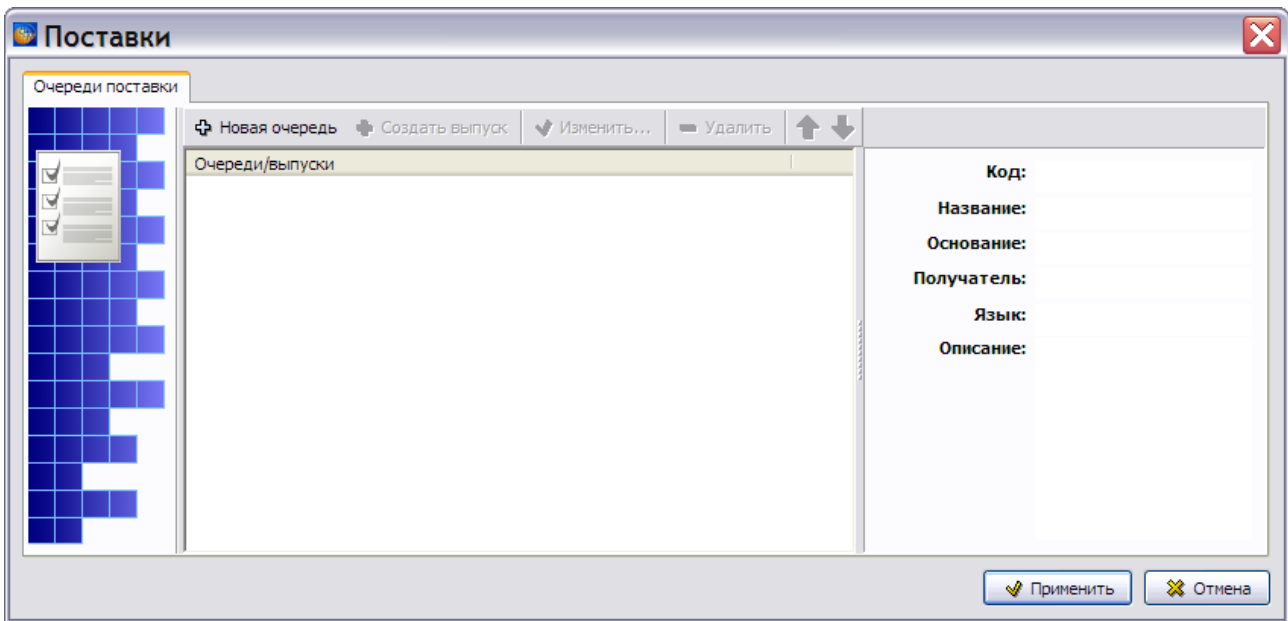 Поставки
Очереди поставки
Новая очередь Создать выпуск Изменить... Удалить
Очереди/выпуски
Код:
Название:
Основание:
Получатель:
Язык:
Описание:
Применить Отмена